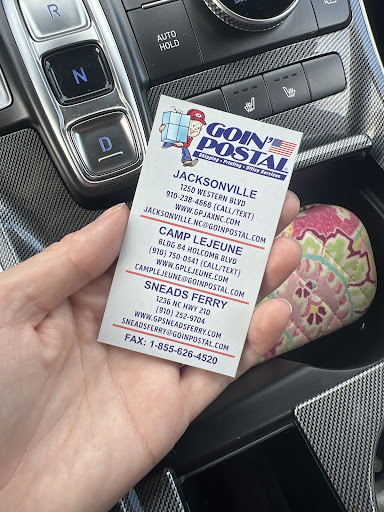 R
N
D
AUTO
HOLD
GOIN'
POSTAL
Shipping • Printing • Office Services
JACKSONVILLE
1250 WESTERN BLVD
910-238-4668 (CALL/TEXT)
WWW.GPJAXNC.COM
JACKSONVILLE.NC@GOINPOSTAL.COM
CAMP LEJEUNE
BLDG 84 HOLCOMB BLVD
(910) 750-0541 (CALL/TEXT)
WWW.GPLEJEUNE.COM
CAMPLEJEUNE@GOINPOSTAL.COM
SNEADS FERRY
1236 NC HWY 210
(910) 252-9704
WWW.GPSNEADSFERRY.COM
SNEADSFERRY@GOINPOSTAL.COM
FAX: 1-855-626-4520